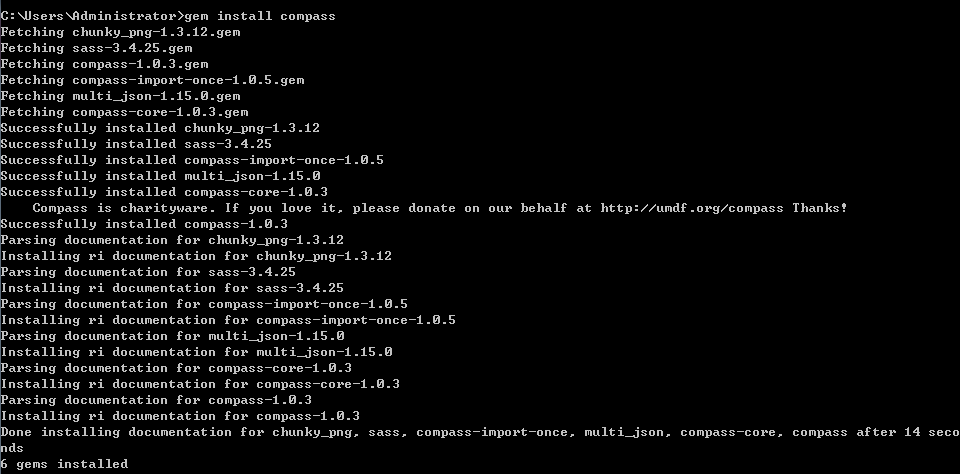 C:\Users\Administrator>gem install compass
Fetching chunky_png-1.3.12.gem
Fetching sass-3.4.25.gem
Fetching compass-1.0.3.gem
Fetching compass-import-once-1.0.5.gem
Fetching multi_json-1.15.0.gem
Fetching compass-core-1.0.3.gem
Successfully installed chunky_png-1.3.12
Successfully installed sass-3.4.25
Successfully installed compass-import-once-1.0.5
Successfully installed multi_json-1.15.0
Successfully installed compass-core-1.0.3
    Compass is charityware. If you love it, please donate on our behalf at http://umdf.org/compass Thanks!
Successfully installed compass-1.0.3
Parsing documentation for chunky_png-1.3.12
Installing ri documentation for chunky_png-1.3.12
Parsing documentation for sass-3.4.25
Installing ri documentation for sass-3.4.25
Parsing documentation for compass-import-once-1.0.5
Installing ri documentation for compass-import-once-1.0.5
Parsing documentation for multi_json-1.15.0
Installing ri documentation for multi_json-1.15.0
Parsing documentation for compass-core-1.0.3
Installing ri documentation for compass-core-1.0.3
Parsing documentation for compass-1.0.3
Installing ri documentation for compass-1.0.3
Done installing documentation for chunky_png, sass, compass-import-once, multi_json, compass-core, compass after 14 seco
nds
6 gems installed